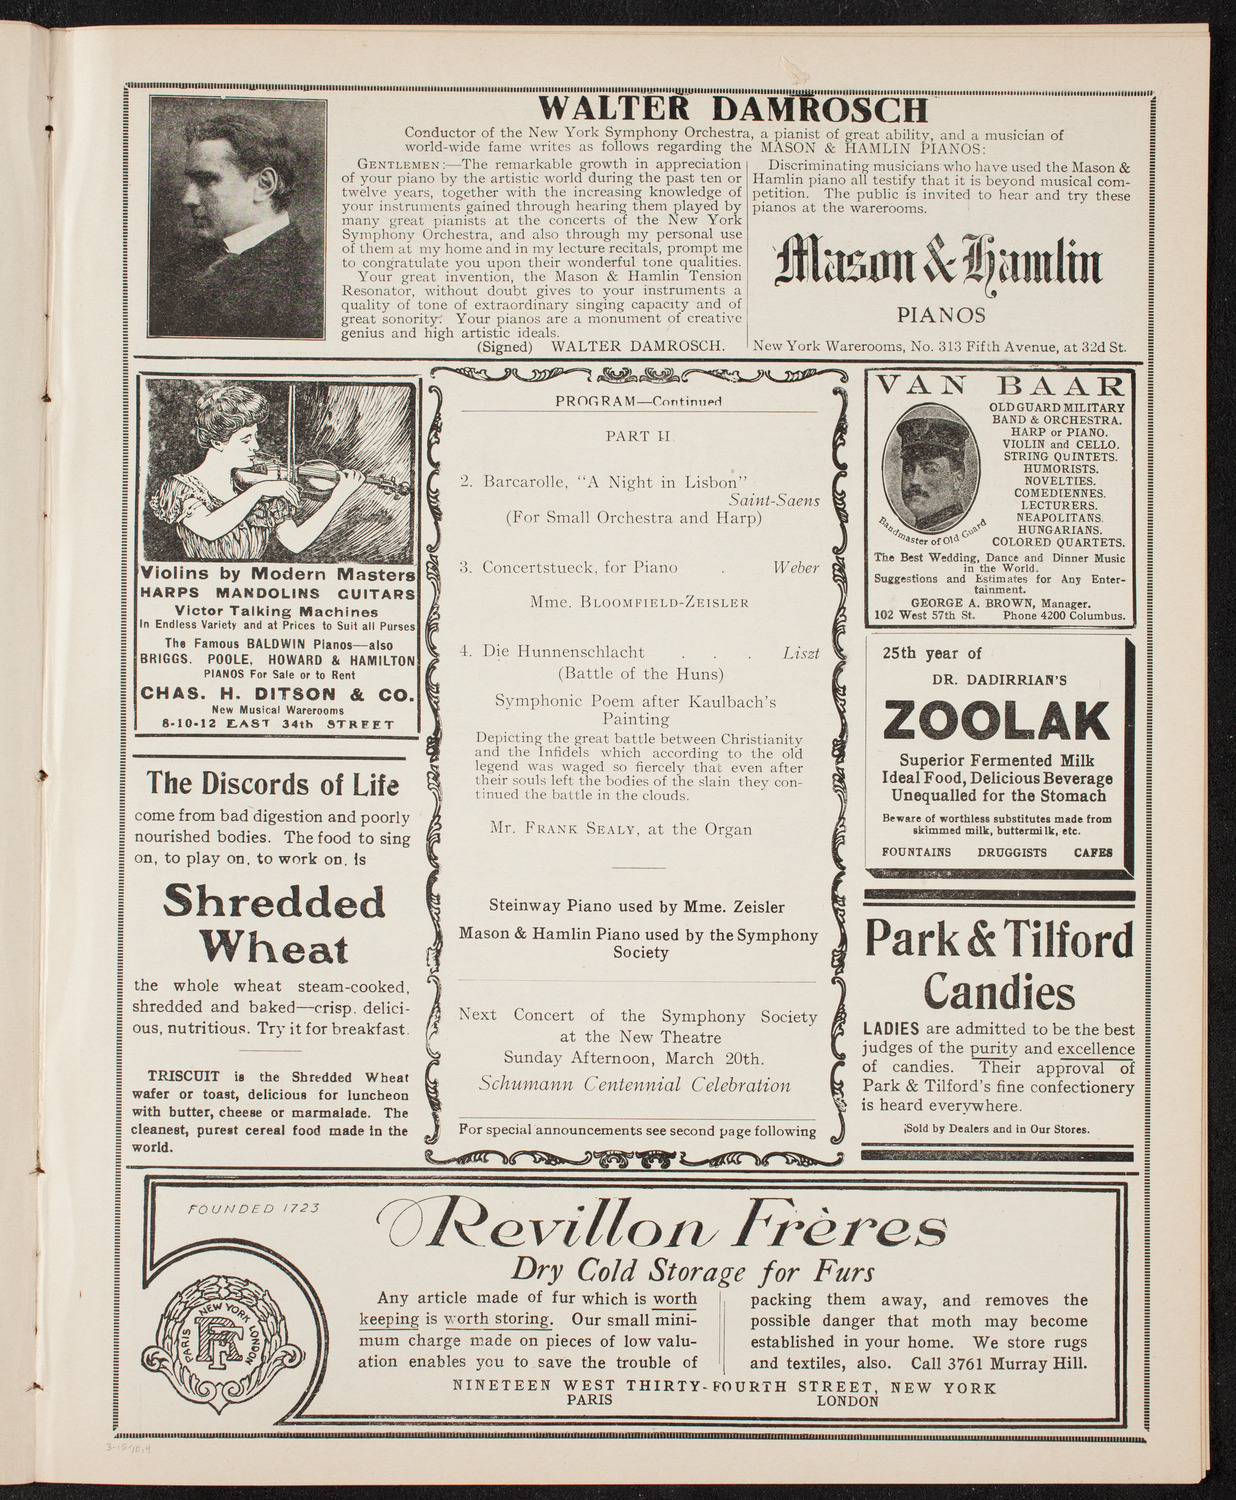 WALTER DAMROSCH
Conductor of the New York Symphony Orchestra, a pianist of great ability, and a musician of
world-wide fame writes as follows regarding the MASON & HAMLIN PIANOS:
GENTLEMEN:—The remarkable growth in appreciation
of your piano by the artistic world during the past ten or
twelve years, together with the increasing knowledge of
your instruments gained through hearing them played by
many great pianists at the concerts of the New York
Symphony Orchestra, and also through my personal use
of them at my home and in my lecture recitals, prompt me
to congratulate you upon their wonderful tone qualities.
Your great invention, the Mason & Hamlin Tension
Resonator, without doubt gives to your instruments a
quality of tone of extraordinary singing capacity and of
great sonority. Your pianos are a monument of creative
genius and high artistic ideals.
(Signed) WALTER DAMROSCH.
Discriminating musicians who have used the Mason &
Hamlin piano all testify that it is beyond musical com-
petition. The public is invited to hear and try these
pianos at the warerooms.
Mason & Hamlin
PIANOS
New York Warerooms, No. 313 Fifth Avenue, at 32d St.
Violins by Modern Masters
HARPS MANDOLINS GUITARS
Victor Talking Machines
In Endless Variety and at Prices to Suit all Purses
The Famous BALDWIN Pianos—also
BRIGGS. POOLE, HOWARD & HAMILTON
PIANOS For Sale or to Rent
CHAS. H. DITSON & CO.
New Musical Warerooms
8-10-12 EAST 34th STREET
The Discords of Life
come from bad digestion and poorly
nourished bodies. The food to sing
on, to play on, to work on, is
Shredded
Wheat
the whole wheat steam-cooked,
shredded and baked—crisp, delici-
ous, nutritious. Try it for breakfast.
TRISCUIT is the Shredded Wheat
wafer or toast, delicious for luncheon
with butter, cheese or marmalade. The
cleanest, purest cereal food made in the
world.
PROGRAM—Continued
PART II
2. Barcarolle, "A Night in Lisbon"
Saint-Saens
(For Small Orchestra and Harp)
3. Concertstueck, for Piano . Weber
Mme. BLOOMFIELD-ZEISLER
4. Die Hunnenschlacht . . . Liszt
(Battle of the Huns)
Symphonic Poem after Kaulbach's
Painting
Depicting the great battle between Christianity
and the Infidels which according to the old
legend was waged so fiercely that even after
their souls left the bodies of the slain they con-
tinued the battle in the clouds.
Mr. FRANK SEALY, at the Organ
Steinway Piano used by Mme. Zeisler
Mason & Hamlin Piano used by the Symphony
Society
Next Concert of the Symphony Society
at the New Theatre
Sunday Afternoon, March 20th.
Schumann Centennial Celebration
For special announcements see second page following
VAN BAAR
OLD GUARD MILITARY
BAND & ORCHESTRA.
HARP or PIANO.
VIOLIN and CELLO.
STRING QUINTETS.
HUMORISTS.
NOVELTIES.
COMEDIENNES.
LECTURERS.
NEAPOLITANS.
HUNGARIANS.
COLORED QUARTETS.
Bandmaster of Old Guard
The Best Wedding, Dance and Dinner Music
in the World.
Suggestions and Estimates for Any Enter-
tainment.
GEORGE A. BROWN, Manager.
102 West 57th St. Phone 4200 Columbus.
25th year of
DR. DADIRRIAN'S
ZOOLAK
Superior Fermented Milk
Ideal Food, Delicious Beverage
Unequalled for the Stomach
Beware of worthless substitutes made from
skimmed milk, buttermilk, etc.
FOUNTAINS DRUGGISTS CAFES
Park & Tilford
Candies
LADIES are admitted to be the best
judges of the purity and excellence
of candies. Their approval of
Park & Tilford's fine confectionery
is heard everywhere.
Sold by Dealers and in Our Stores.
FOUNDED 1723
Revillon Frères
Dry Cold Storage for Furs
PARIS NEW YORK LONDON
RF
Any article made of fur which is worth
keeping is worth storing. Our small mini-
mum charge made on pieces of low valu-
ation enables you to save the trouble of
packing them away, and removes the
possible danger that moth may become
established in your home. We store rugs
and textiles, also. Call 3761 Murray Hill.
NINETEEN WEST THIRTY-FOURTH STREET, NEW YORK
PARIS LONDON
3-15-10,4